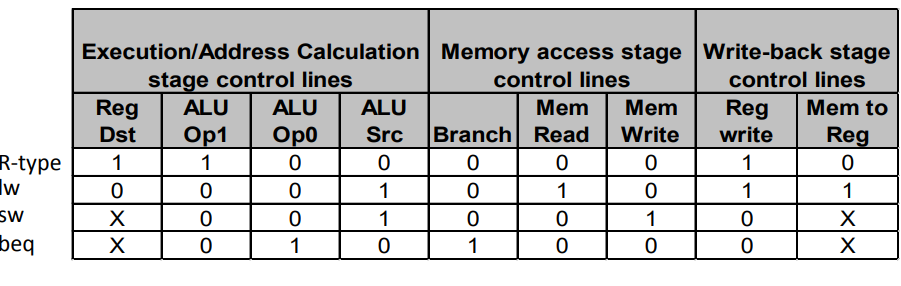 Execution/Address Calculation stage control lines Memory access stage control lines Write-back stage control lines
Reg Dst ALU Op1 ALU Op0 ALU Src Branch Mem Read Mem Write Reg write Mem to Reg
R-type 1 1 0 0 0 0 0 1 0
lw 0 0 0 1 0 1 0 1 1
sw X 0 0 1 0 0 1 0 X
beq X 0 1 0 1 0 0 0 X